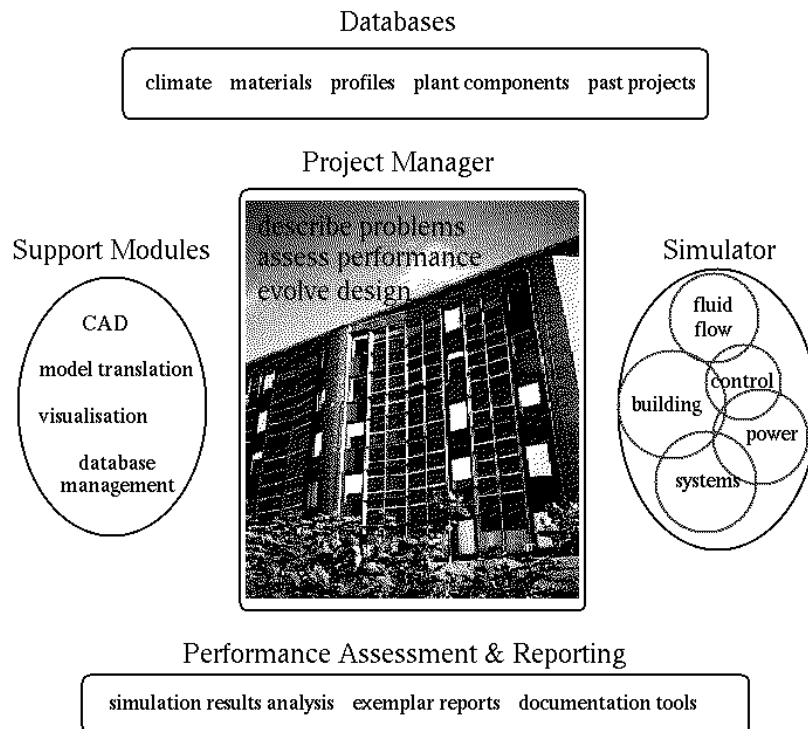 Databases
climate materials profiles plant components past projects
Project Manager
describe problems
assess performance
evolve design
Support Modules
CAD
model translation
visualisation
database
management
Simulator
fluid
flow
control
building
power
systems
Performance Assessment & Reporting
simulation results analysis exemplar reports documentation tools